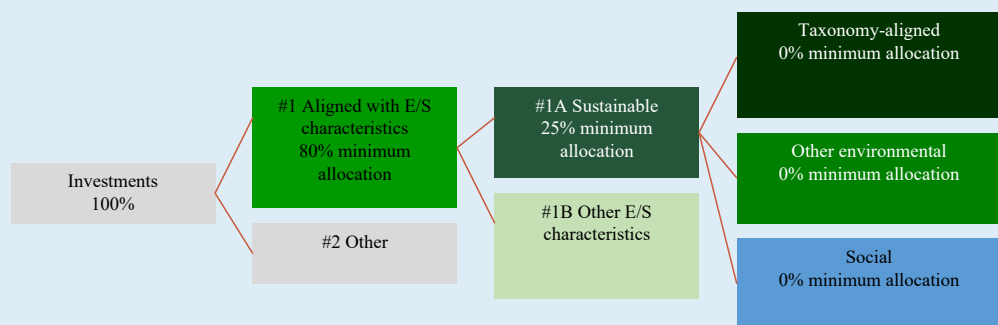 Investments
100%
#1 Aligned with E/S
characteristics
80% minimum
allocation
#2 Other
#1A Sustainable
25% minimum
allocation
#1B Other E/S
characteristics
Taxonomy-aligned
0% minimum allocation
Other environmental
0% minimum allocation
Social
0% minimum allocation